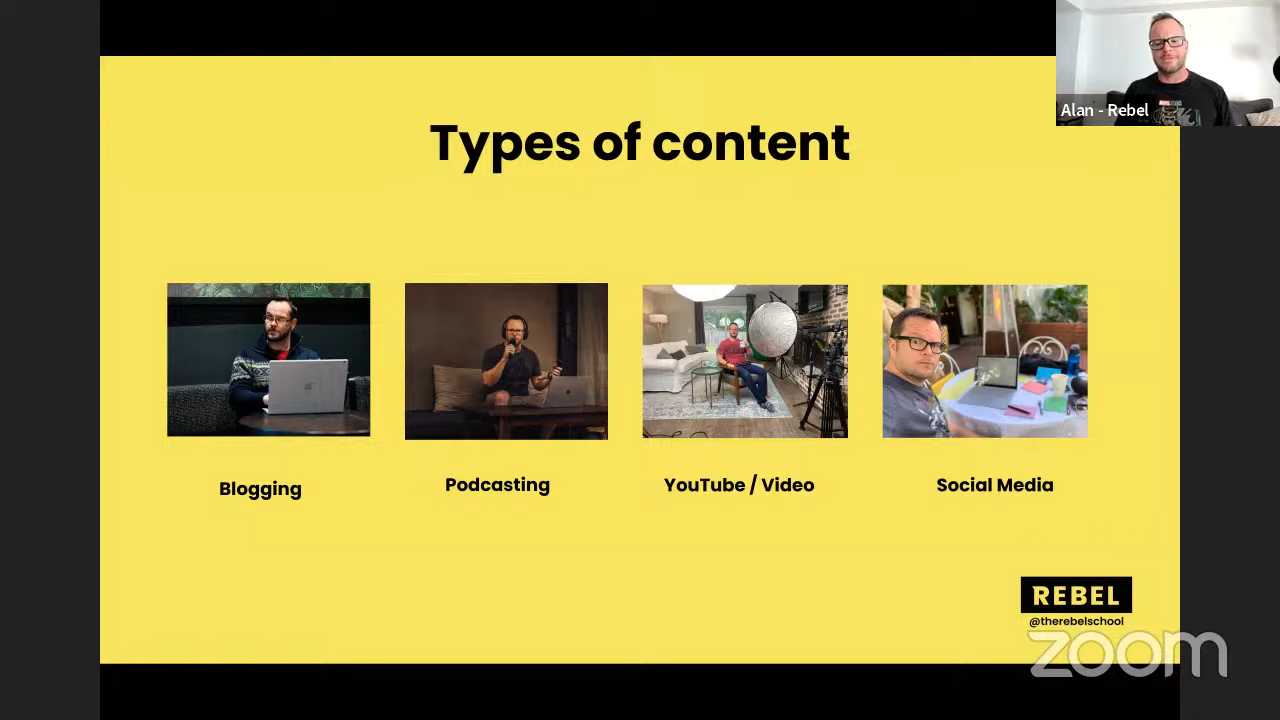 Alan - Rebel
Types of content
Blogging
Podcasting
YouTube / Video
Social Media
REBEL
@therebelschool
zoom